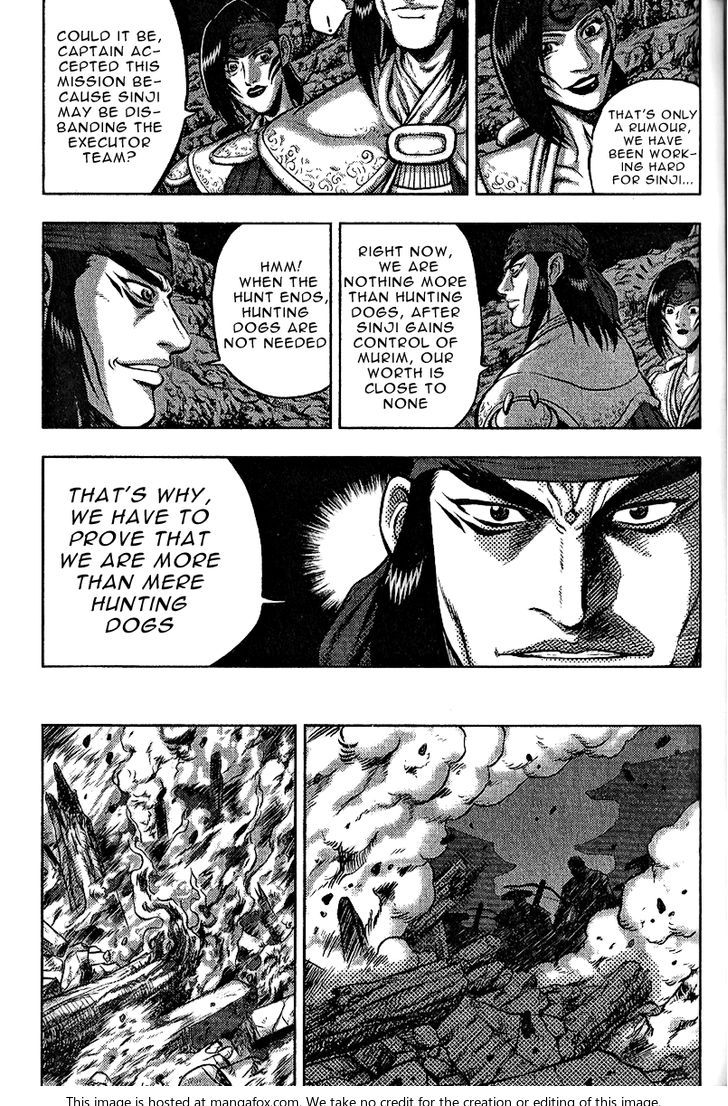 COULD IT BE,
CAPTAIN AC-
CEPTED THIS
MISSION BE-
CAUSE SINJI
MAY BE DIS-
BANDING THE
EXECUTOR
TEAM?
!
THAT'S ONLY
A RUMOUR,
WE HAVE
BEEN WORK-
ING HARD
FOR SINJI...
HMM!
WHEN THE
HUNT ENDS,
HUNTING
DOGS ARE
NOT NEEDED
RIGHT NOW,
WE ARE
NOTHING MORE
THAN HUNTING
DOGS, AFTER
SINJI GAINS
CONTROL OF
MURIM, OUR
WORTH IS
CLOSE TO
NONE
THAT'S WHY,
WE HAVE TO
PROVE THAT
WE ARE MORE
THAN MERE
HUNTING
DOGS
This image is hosted at mangafox.com. We take no credit for the creation or editing of this image.